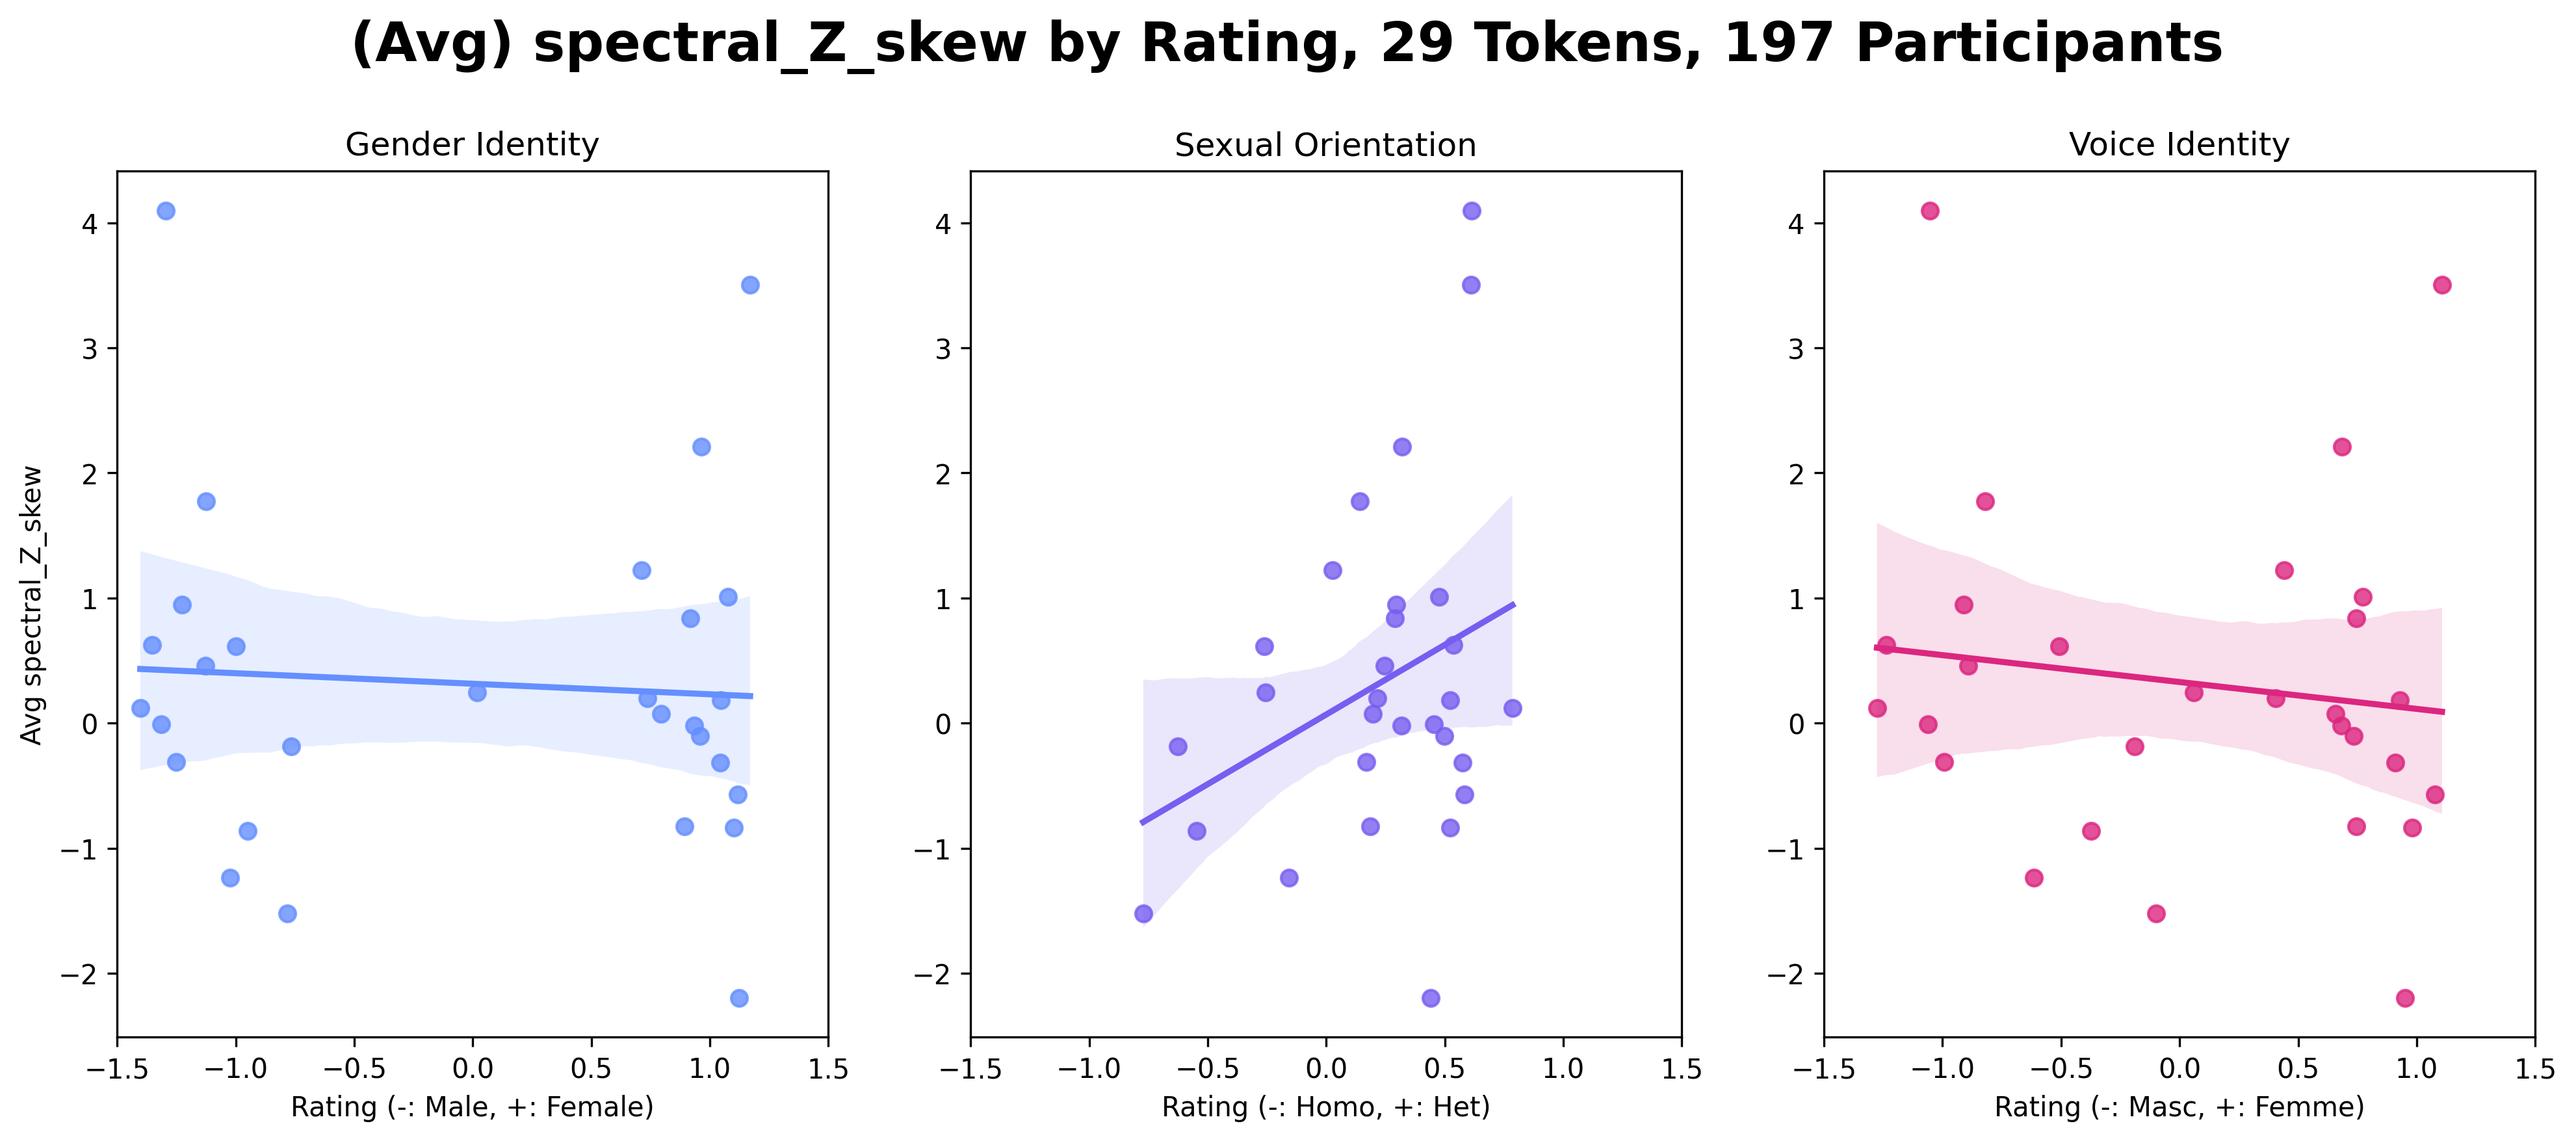 (Avg) spectral_Z_skew by Rating, 29 Tokens, 197 Participants
Gender Identity
Avg spectral_Z_skew
4
3
2
1
0
−1
−2
−1.5 −1.0 −0.5 0.0 0.5 1.0 1.5
Rating (-: Male, +: Female)
Sexual Orientation
4
3
2
1
0
−1
−2
−1.5 −1.0 −0.5 0.0 0.5 1.0 1.5
Rating (-: Homo, +: Het)
Voice Identity
4
3
2
1
0
−1
−2
−1.5 −1.0 −0.5 0.0 0.5 1.0 1.5
Rating (-: Masc, +: Femme)